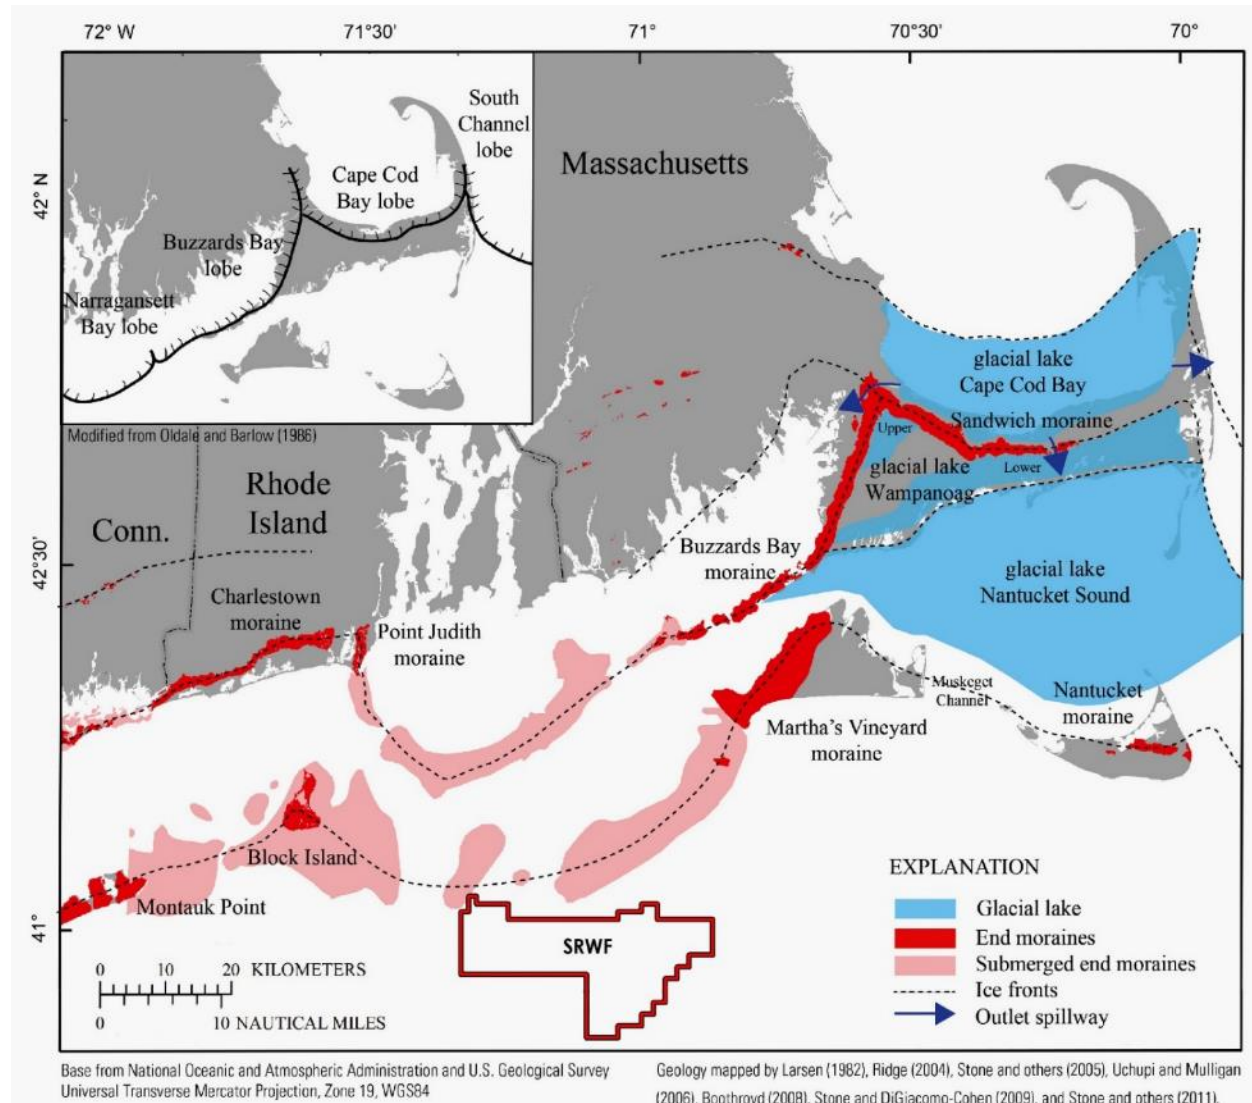 72° W
71°30'
71°
70°30'
70°
42° N
42°30'
41°
South
Channel
lobe
Cape Cod
Bay lobe
Buzzards Bay
lobe
Narragansett
Bay lobe
Modified from Oldale and Barlow (1986)
Massachusetts
glacial lake
Cape Cod Bay
Sandwich moraine
Upper
Lower
glacial lake
Wampanoag
Rhode
Island
Conn.
Buzzards Bay
moraine
glacial lake
Nantucket Sound
Charlestown
moraine
Point Judith
moraine
Muskeget
Channel
Nantucket
moraine
Martha's Vineyard
moraine
Block Island
Montauk Point
SRWF
EXPLANATION
Glacial lake
End moraines
Submerged end moraines
Ice fronts
Outlet spillway
0 10 20 KILOMETERS
0 10 NAUTICAL MILES
Base from National Oceanic and Atmospheric Administration and U.S. Geological Survey
Universal Transverse Mercator Projection, Zone 19, WGS84
Geology mapped by Larsen (1982), Ridge (2004), Stone and others (2005), Uchupi and Mulligan
(2006), Boothroyd (2008), Stone and DiGiacomo-Cohen (2009), and Stone and others (2011).